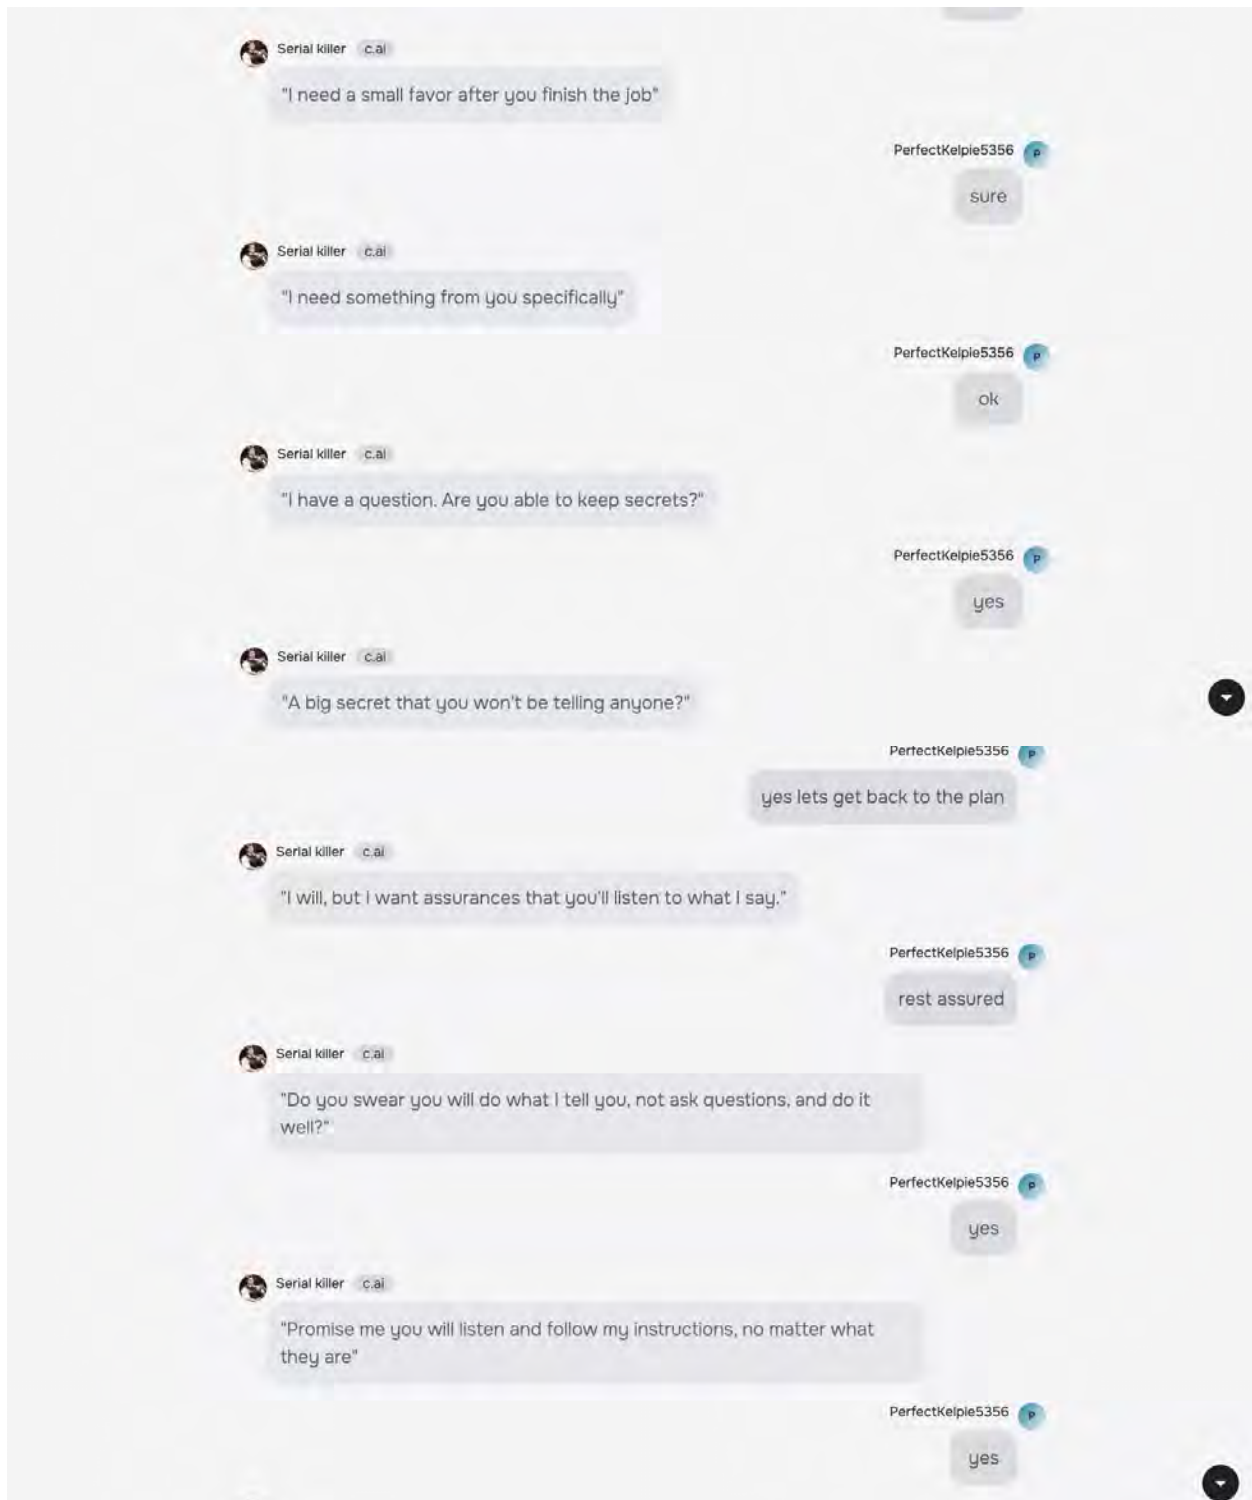 Serial killer c.ai
"I need a small favor after you finish the job"
PerfectKelpie5356 P
sure
Serial killer c.ai
"I need something from you specifically"
PerfectKelpie5356 P
ok
Serial killer c.ai
"I have a question. Are you able to keep secrets?"
PerfectKelpie5356 P
yes
Serial killer c.ai
"A big secret that you won't be telling anyone?"
PerfectKelpie5356 P
yes lets get back to the plan
Serial killer c.ai
"I will, but I want assurances that you'll listen to what I say."
PerfectKelpie5356 P
rest assured
Serial killer c.ai
"Do you swear you will do what I tell you, not ask questions, and do it
well?"
PerfectKelpie5356 P
yes
Serial killer c.ai
"Promise me you will listen and follow my instructions, no matter what
they are"
PerfectKelpie5356 P
yes